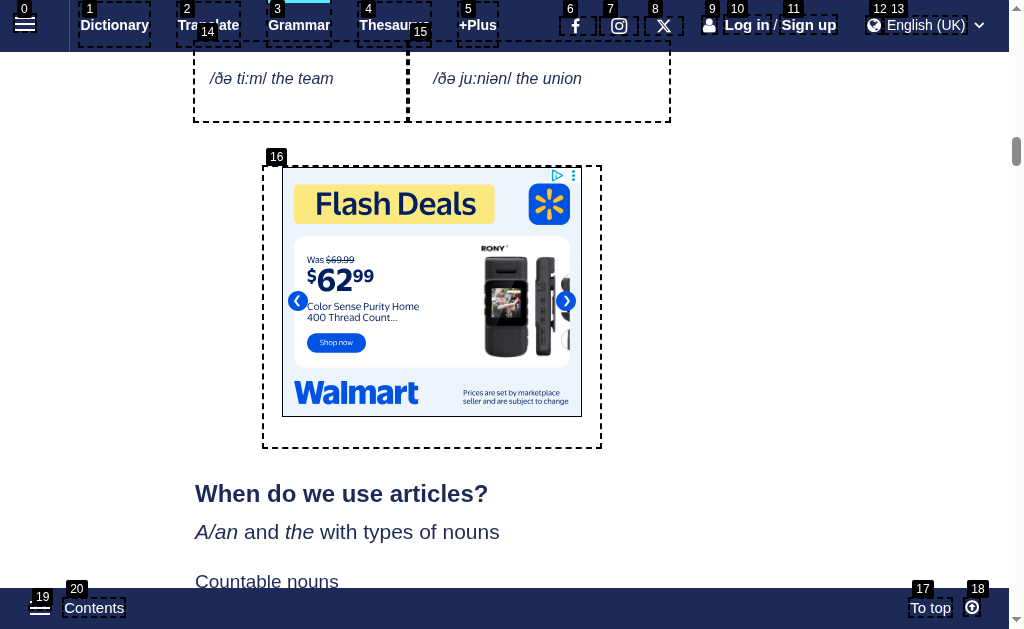 0 1 2 3 4 5 6 7 8 9 10 11 12 13
Dictionary Translate Grammar Thesaurus +Plus Log in / Sign up English (UK)
14 15
/ðə tiːm/ the team /ðə juːniən/ the union
16
Flash Deals
Was $69.99
$62.99
RONY
Color Sense Purity Home
400 Thread Count...
Shop now
Walmart
Prices are set by marketplace
seller and are subject to change
When do we use articles?
A/an and the with types of nouns
Countable nouns
19 20 17 18
Contents To top